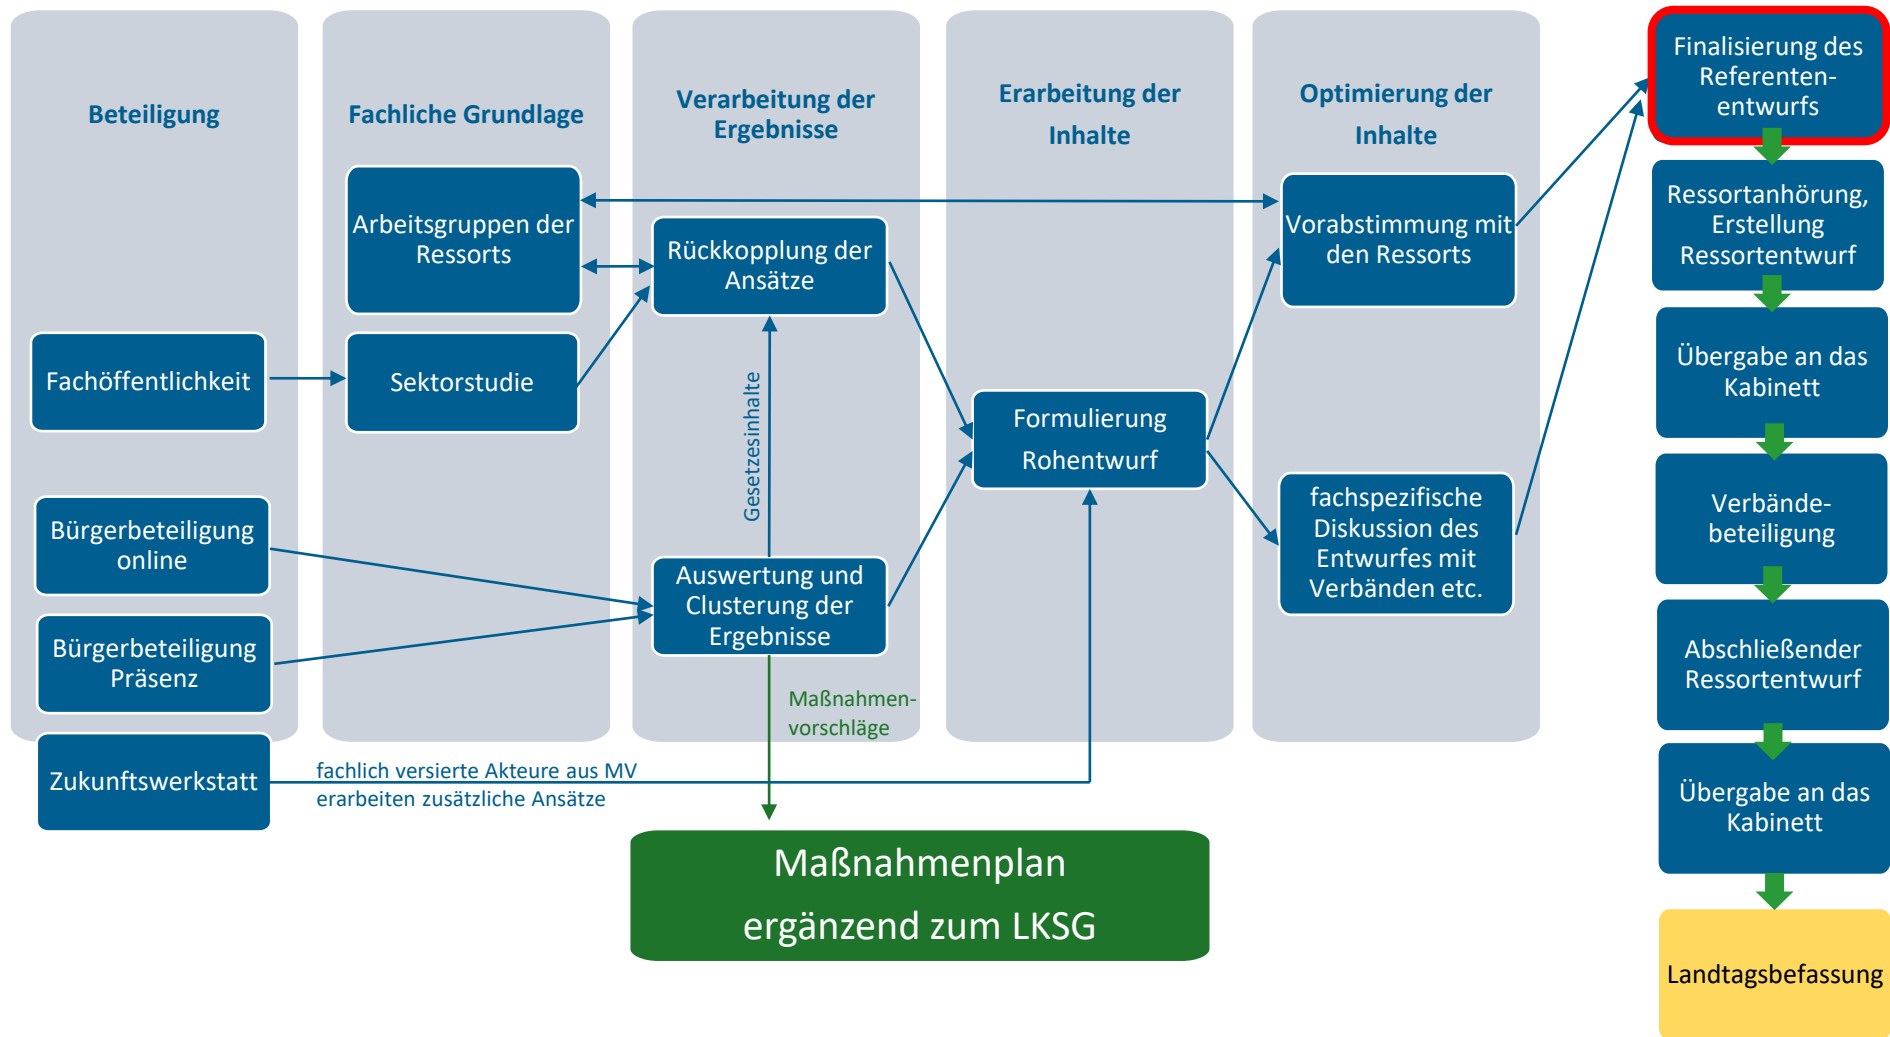 Beteiligung
Fachöffentlichkeit
Bürgerbeteiligung
online
Bürgerbeteiligung
Präsenz
Zukunftswerkstatt
fachlich versierte Akteure aus MV
erarbeiten zusätzliche Ansätze
Fachliche Grundlage
Arbeitsgruppen der
Ressorts
Sektorstudie
Verarbeitung der
Ergebnisse
Rückkopplung der
Ansätze
Gesetzesinhalte
Auswertung und
Clusterung der
Ergebnisse
Maßnahmen-
vorschläge
Maßnahmenplan
ergänzend zum LKSG
Erarbeitung der
Inhalte
Formulierung
Rohentwurf
Optimierung der
Inhalte
Vorabstimmung mit
den Ressorts
fachspezifische
Diskussion des
Entwurfes mit
Verbänden etc.
Finalisierung des
Referenten-
entwurfs
Ressortanhörung,
Erstellung
Ressortentwurf
Übergabe an das
Kabinett
Verbände-
beteiligung
Abschließender
Ressortentwurf
Übergabe an das
Kabinett
Landtagsbefassung